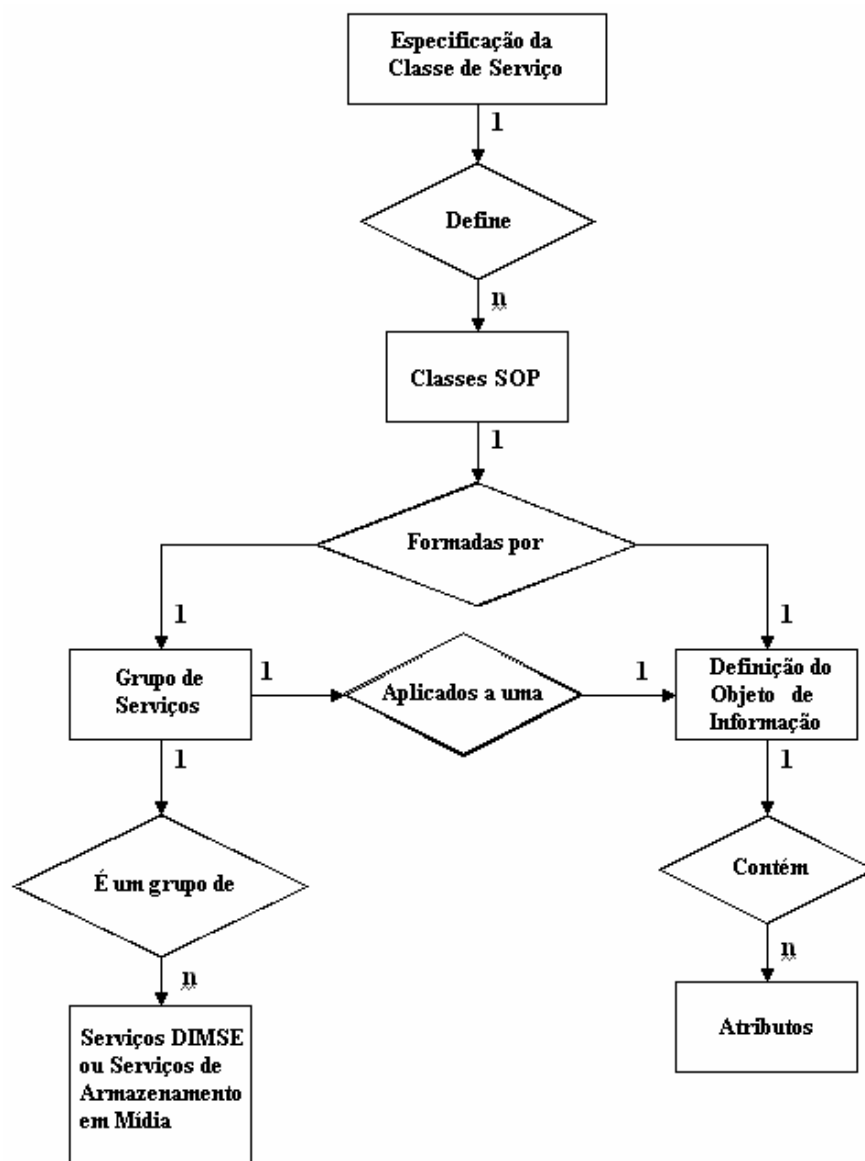 Especificação da
Classe de Serviço
1
Define
n
Classes SOP
1
Formadas por
1
1
Grupo de
Serviços
1
Aplicados a uma
1
Definição do
Objeto de
Informação
1
1
É um grupo de
Contém
n
n
Serviços DIMSE
ou Serviços de
Armazenamento
em Mídia
Atributos